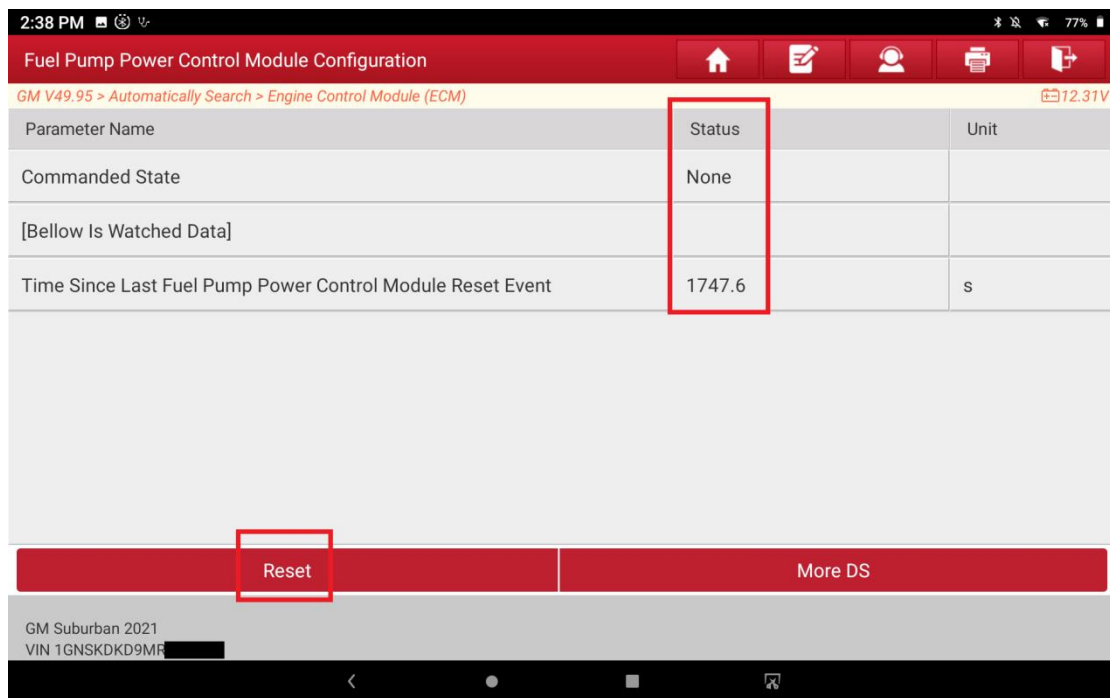 2:38 PM 77%
Fuel Pump Power Control Module Configuration
GM V49.95 > Automatically Search > Engine Control Module (ECM) 12.31V
Parameter Name Status Unit
Commanded State None
[Bellow Is Watched Data]
Time Since Last Fuel Pump Power Control Module Reset Event 1747.6 s
Reset More DS
GM Suburban 2021
VIN 1GNSKDKD9MR